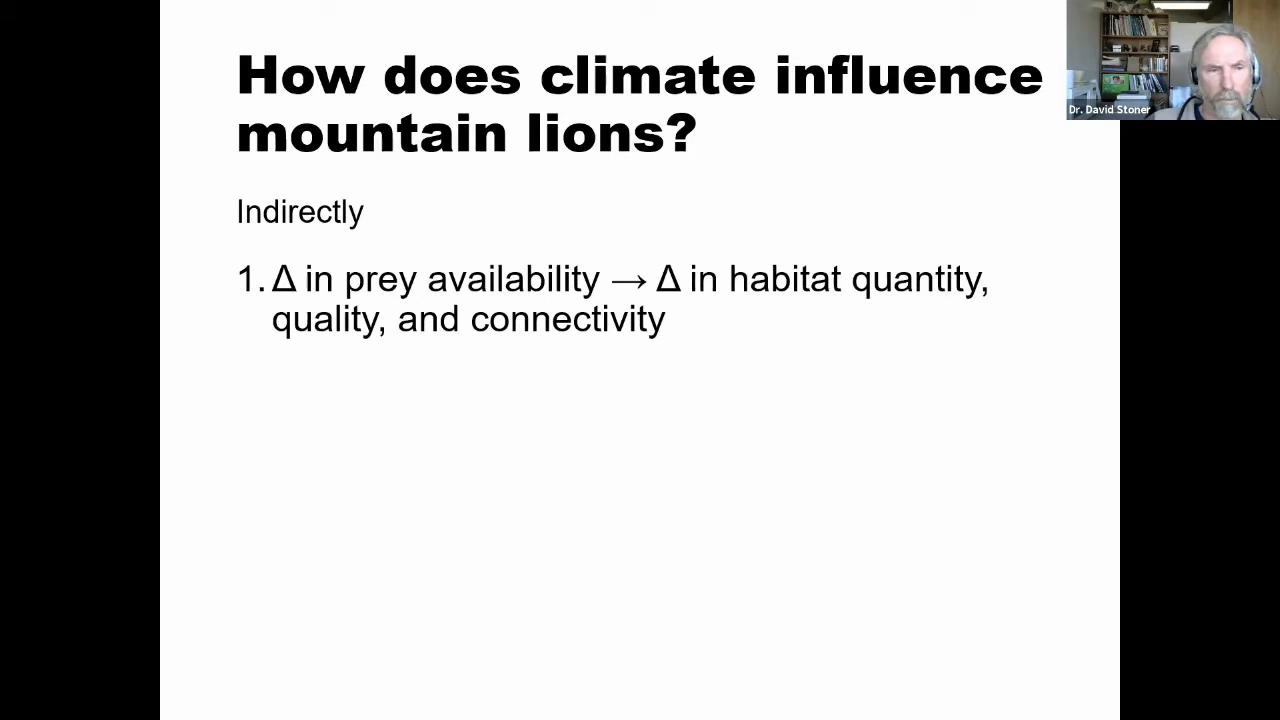 How does climate influence
mountain lions?
Dr. David Stoner
Indirectly
1. Δ in prey availability → Δ in habitat quantity,
quality, and connectivity